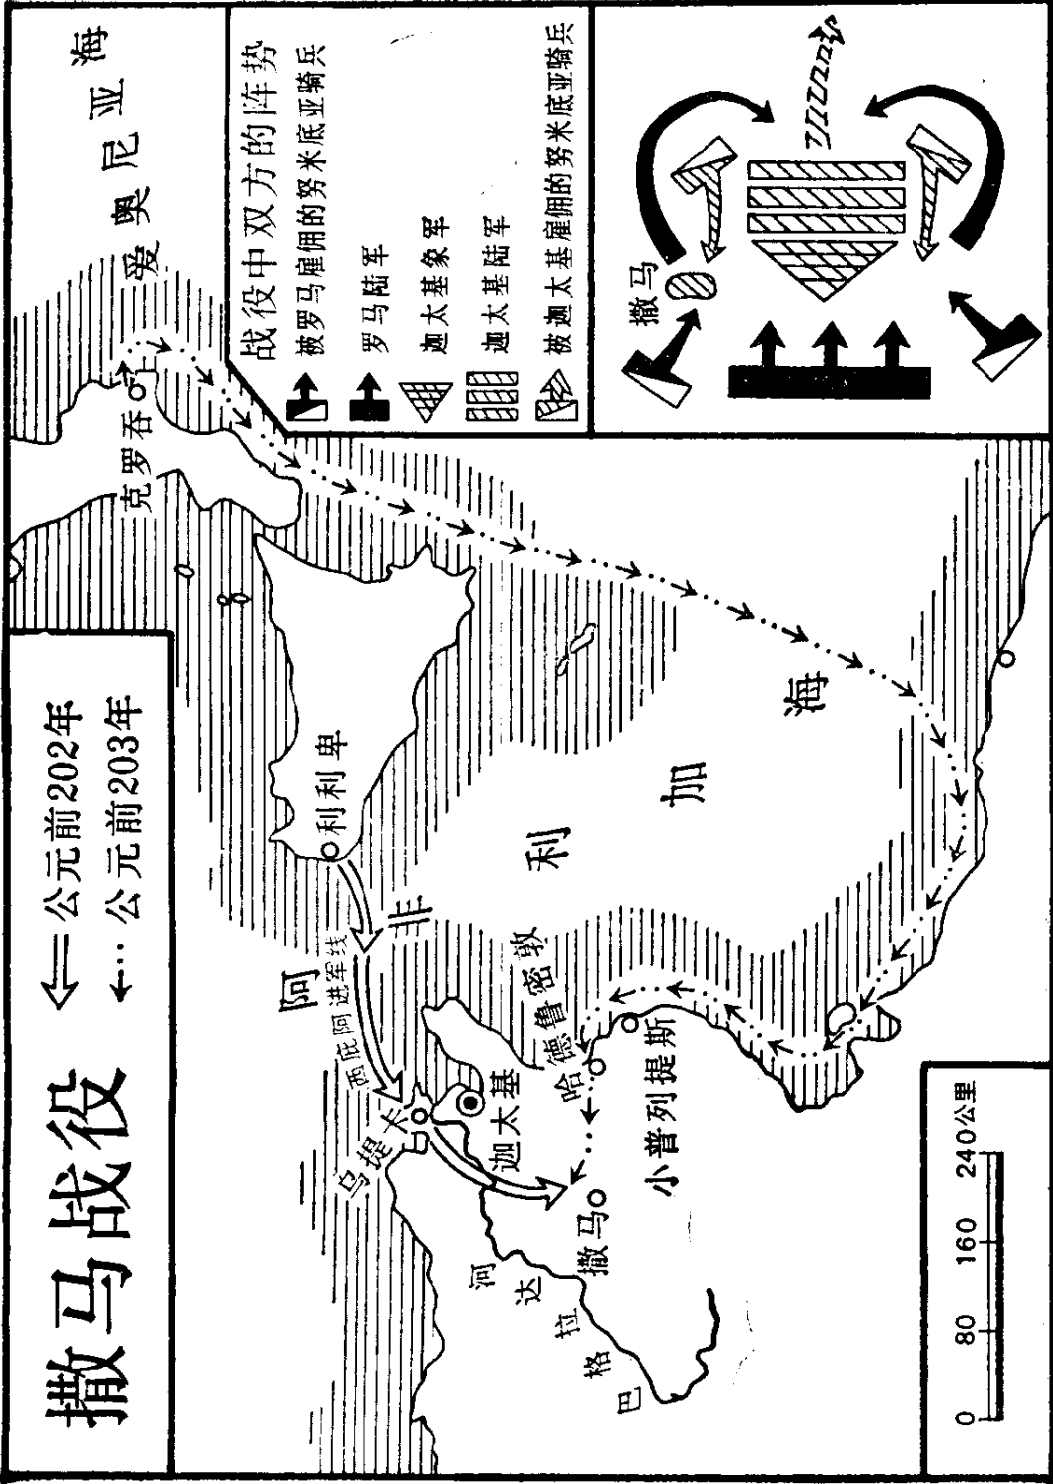 撒马战役
公元前202年
公元前203年
爱奥尼亚海
克罗吞
利利卑
阿非利加海
西庇阿进军线
乌提卡
迦太基
哈德鲁密敦
小普列提斯
撒马
巴格拉达河
0 80 160 240公里
战役中双方的阵势
被罗马雇佣的努米底亚骑兵
罗马陆军
迦太基象军
迦太基陆军
被迦太基雇佣的努米底亚骑兵
撒马